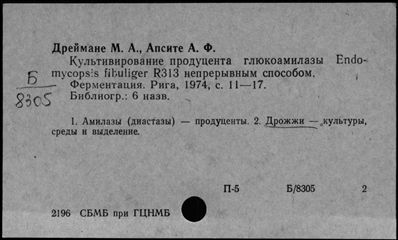 Дреймане М. А., Апсите А. Ф.
Культивирование продуцента глюкоамилазы Endo-
mycopsis fibuliger R313 непрерывным способом.
Ферментация. Рига, 1974, с. 11—17.
Библиогр.: 6 назв.
Б
8305
1. Амилазы (диастазы) — продуценты. 2. Дрожжи — культуры,
среды и выделение.
П-5 Б/8305 2
2196 СБМБ при ГЦНМБ